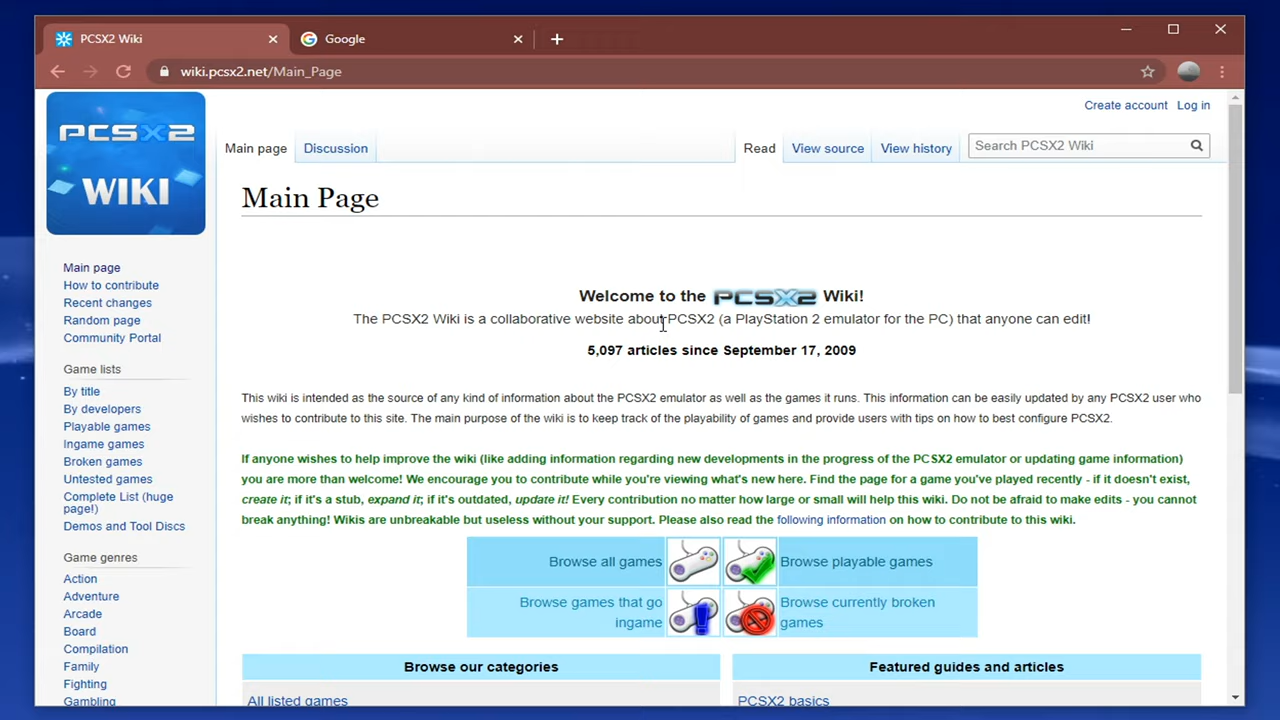 PCSX2 Wiki
Google
wiki.pcsx2.net/Main_Page
Create account Log in
PCSX2
WIKI
Main page Discussion Read View source View history Search PCSX2 Wiki
Main Page
Main page
How to contribute
Recent changes
Random page
Community Portal
Game lists
By title
By developers
Playable games
Ingame games
Broken games
Untested games
Complete List (huge
page!)
Demos and Tool Discs
Game genres
Action
Adventure
Arcade
Board
Compilation
Family
Fighting
Gambling
Welcome to the PCSX2 Wiki!
The PCSX2 Wiki is a collaborative website about PCSX2 (a PlayStation 2 emulator for the PC) that anyone can edit!
5,097 articles since September 17, 2009
This wiki is intended as the source of any kind of information about the PCSX2 emulator as well as the games it runs. This information can be easily updated by any PCSX2 user who
wishes to contribute to this site. The main purpose of the wiki is to keep track of the playability of games and provide users with tips on how to best configure PCSX2.
If anyone wishes to help improve the wiki (like adding information regarding new developments in the progress of the PCSX2 emulator or updating game information)
you are more than welcome! We encourage you to contribute while you're viewing what's new here. Find the page for a game you've played recently - if it doesn't exist,
create it; if it's a stub, expand it; if it's outdated, update it! Every contribution no matter how large or small will help this wiki. Do not be afraid to make edits - you cannot
break anything! Wikis are unbreakable but useless without your support. Please also read the following information on how to contribute to this wiki.
Browse all games
Browse playable games
Browse games that go
ingame
Browse currently broken
games
Browse our categories
Featured guides and articles
All listed games
PCSX2 basics